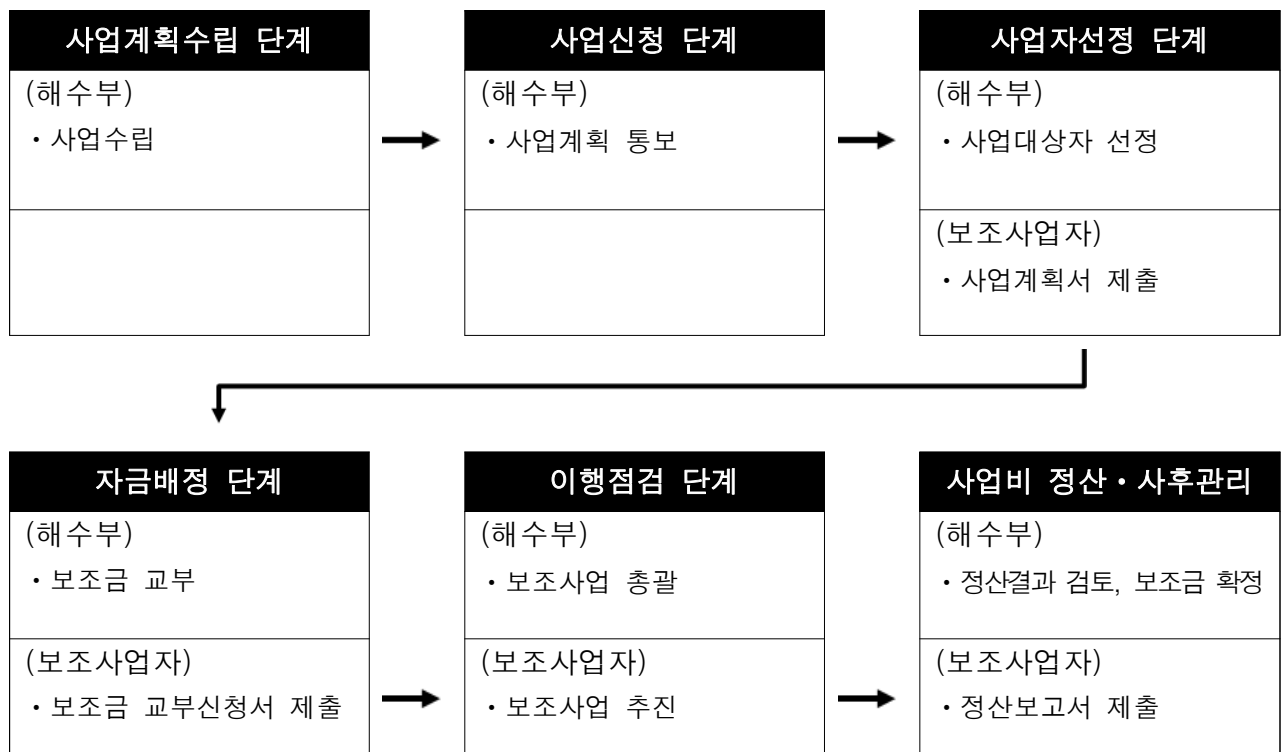 사업계획수립 단계
(해수부)
・사업수립
사업신청 단계
(해수부)
・사업계획 통보
사업자선정 단계
(해수부)
・사업대상자 선정
(보조사업자)
・사업계획서 제출
자금배정 단계
(해수부)
・보조금 교부
(보조사업자)
・보조금 교부신청서 제출
이행점검 단계
(해수부)
・보조사업 총괄
(보조사업자)
・보조사업 추진
사업비 정산・사후관리
(해수부)
・정산결과 검토, 보조금 확정
(보조사업자)
・정산보고서 제출